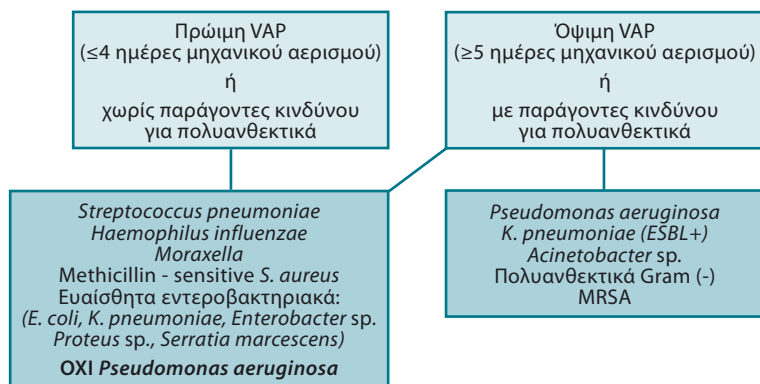 Πρώιμη VAP
(≤4 ημέρες μηχανικού αερισμού)
ή
χωρίς παράγοντες κινδύνου
για πολυανθεκτικά
Όψιμη VAP
(≥5 ημέρες μηχανικού αερισμού)
ή
με παράγοντες κινδύνου
για πολυανθεκτικά
Streptococcus pneumoniae
Haemophilus influenzae
Moraxella
Methicillin - sensitive S. aureus
Ευαίσθητα εντεροβακτηριακά:
(E. coli, K. pneumoniae, Enterobacter sp.
Proteus sp., Serratia marcescens)
ΟΧΙ Pseudomonas aeruginosa
Pseudomonas aeruginosa
K. pneumoniae (ESBL+)
Acinetobacter sp.
Πολυανθεκτικά Gram (-)
MRSA